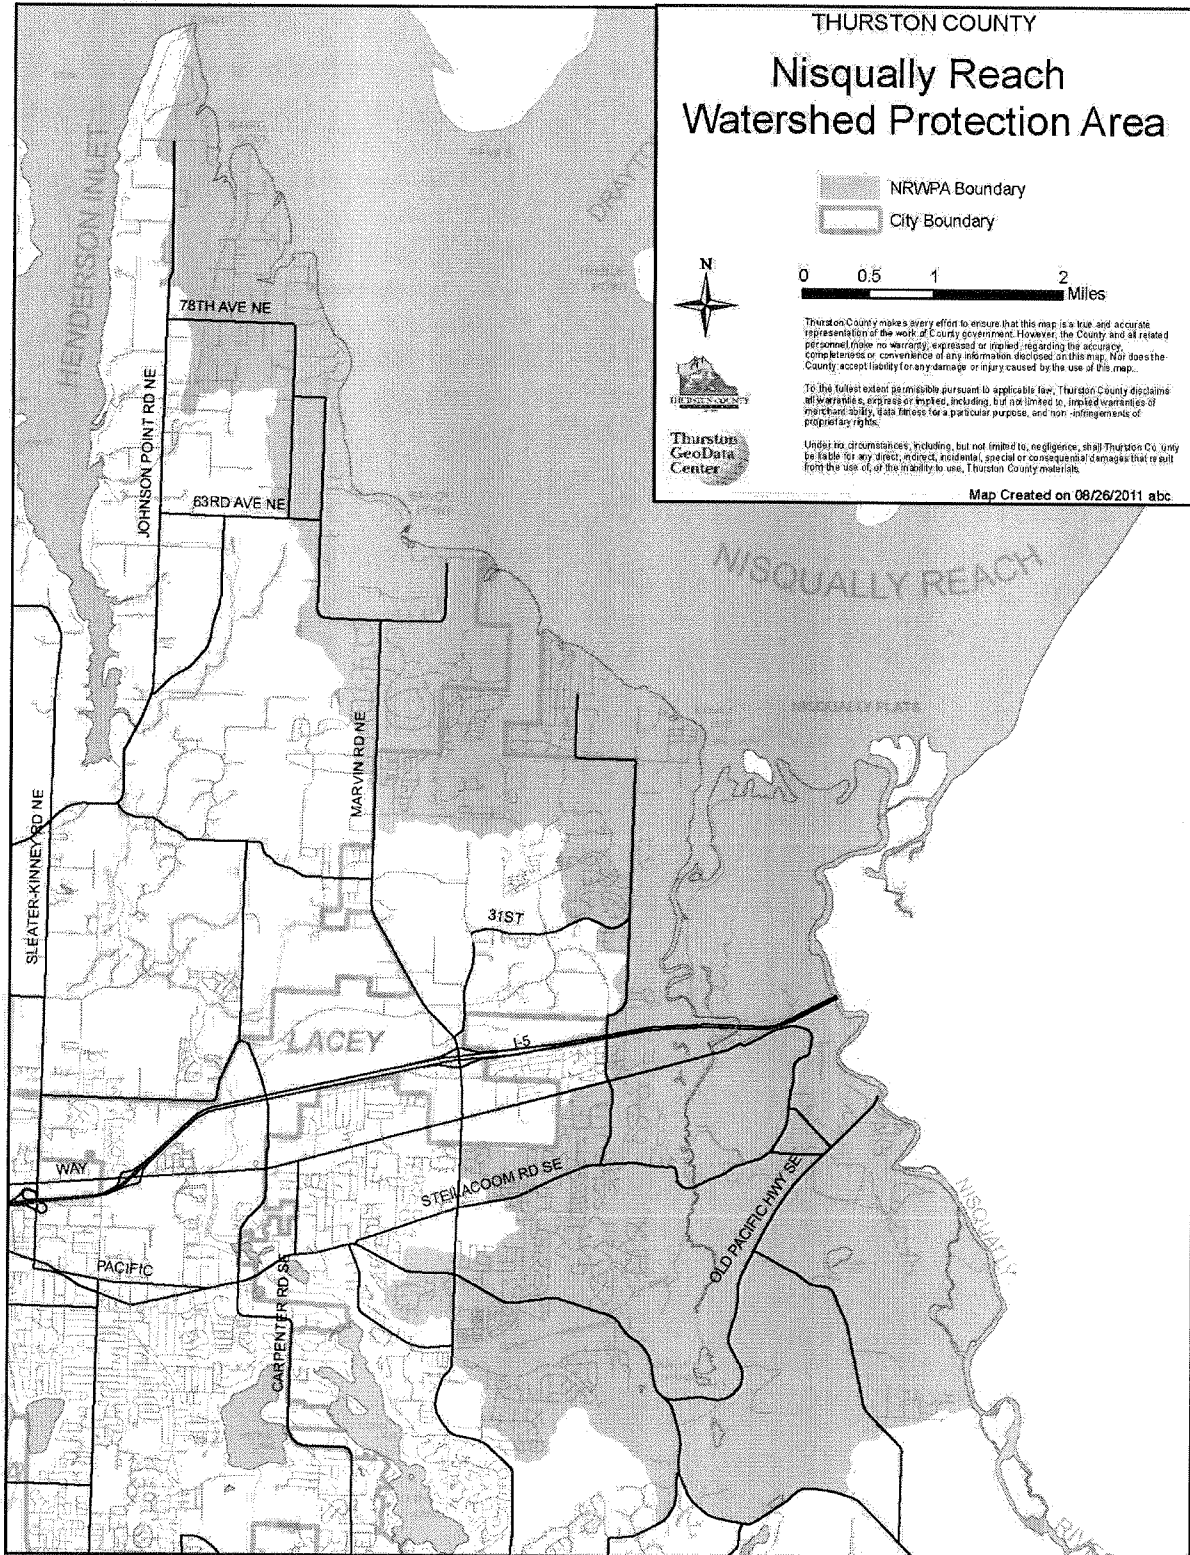 THURSTON COUNTY
Nisqually Reach
Watershed Protection Area
NRWPA Boundary
City Boundary
N
0 0.5 1 2
Miles
Thurston County makes every effort to ensure that this map is a true and accurate
representation of the work of County government. However, the County and all related
personnel make no warranty, expressed or implied, regarding the accuracy,
completeness or convenience of any information disclosed on this map. Nor does the
County accept liability for any damage or injury caused by the use of this map.
To the fullest extent permissible pursuant to applicable law, Thurston County disclaims
all warranties, express or implied, including, but not limited to, implied warranties of
merchant ability, data fitness for a particular purpose, and non-infringements of
proprietary rights.
Under no circumstances, including, but not limited to, negligence, shall Thurston Co unty
be liable for any direct, indirect, incidental, special or consequential damages that result
from the use of, or the inability to use, Thurston County materials.
THURSTON COUNTY
Thurston
GeoData
Center
Map Created on 08/26/2011 abc
HENDERSON INLET
DRAYTO
78TH AVE NE
JOHNSON POINT RD NE
63RD AVE NE
NISQUALLY REACH
NISQUALLY FLATS
MARVIN RD NE
SLEATER-KINNEY RD NE
31ST
LACEY
I-5
WAY
STEILACOOM RD SE
OLD PACIFIC HWY SE
NISQUALLY
PACIFIC
CARPENTER RD SE
RIV